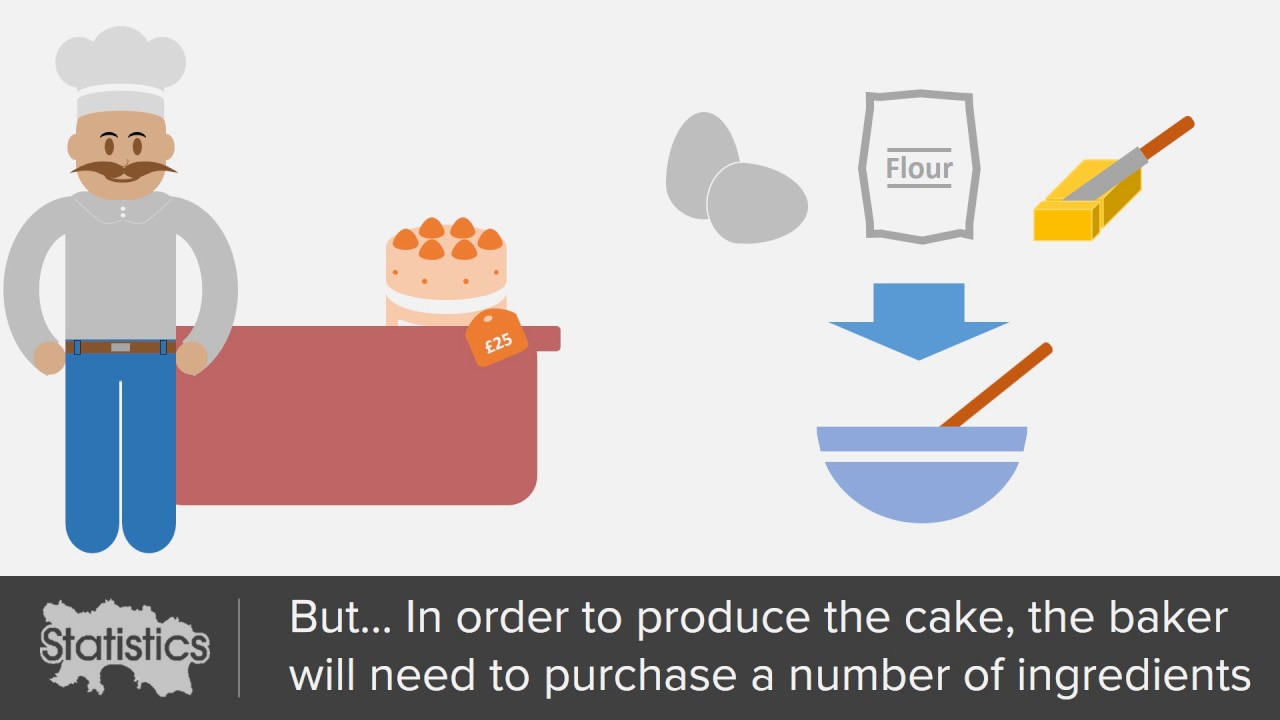 Flour
£25
Statistics
But... In order to produce the cake, the baker
will need to purchase a number of ingredients